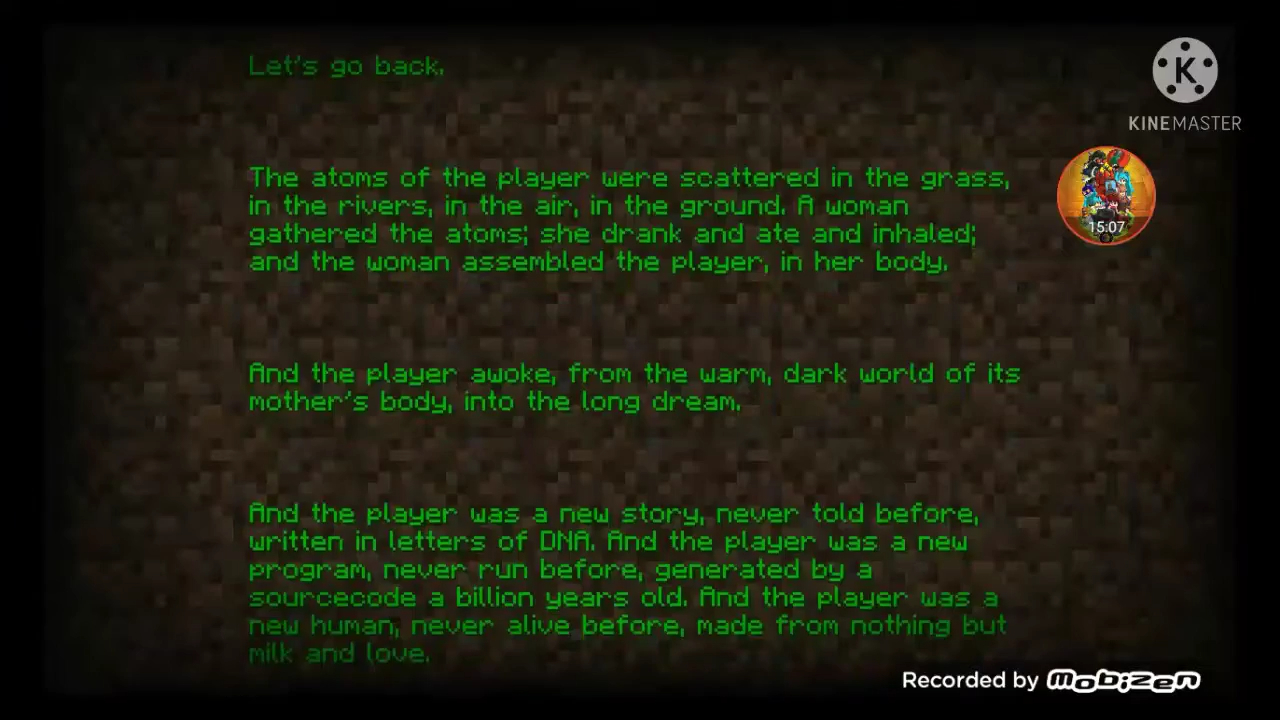 Let's go back.
KINEMASTER
The atoms of the player were scattered in the grass,
in the rivers, in the air, in the ground. A woman
gathered the atoms; she drank and ate and inhaled;
and the woman assembled the player, in her body.
15:07
And the player awoke, from the warm, dark world of its
mother's body, into the long dream.
And the player was a new story, never told before,
written in letters of DNA. And the player was a new
program, never run before, generated by a
sourcecode a billion years old. And the player was a
new human, never alive before, made from nothing but
milk and love.
Recorded by mobizen